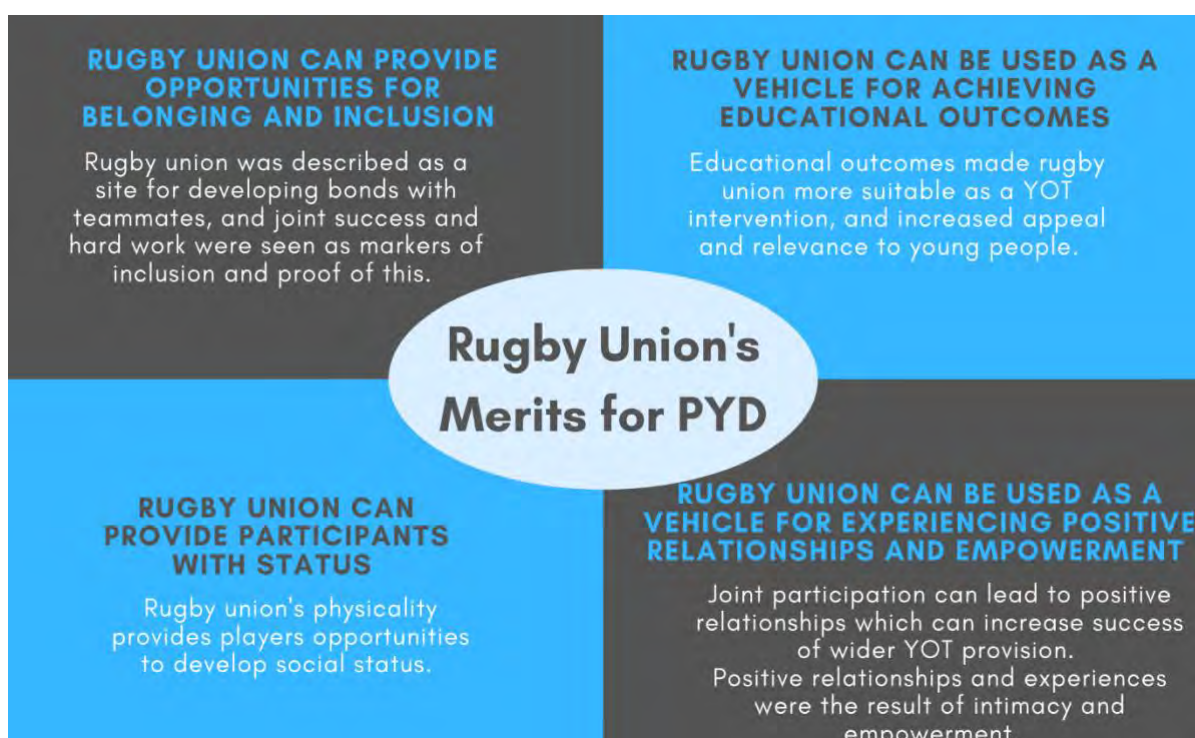 RUGBY UNION CAN PROVIDE
OPPORTUNITIES FOR
BELONGING AND INCLUSION
Rugby union was described as a
site for developing bonds with
teammates, and joint success and
hard work were seen as markers of
inclusion and proof of this.
RUGBY UNION CAN BE USED AS A
VEHICLE FOR ACHIEVING
EDUCATIONAL OUTCOMES
Educational outcomes made rugby
union more suitable as a YOT
intervention, and increased appeal
and relevance to young people.
Rugby Union's
Merits for PYD
RUGBY UNION CAN
PROVIDE PARTICIPANTS
WITH STATUS
Rugby union's physicality
provides players opportunities
to develop social status.
RUGBY UNION CAN BE USED AS A
VEHICLE FOR EXPERIENCING POSITIVE
RELATIONSHIPS AND EMPOWERMENT
Joint participation can lead to positive
relationships which can increase success
of wider YOT provision.
Positive relationships and experiences
were the result of intimacy and
empowerment